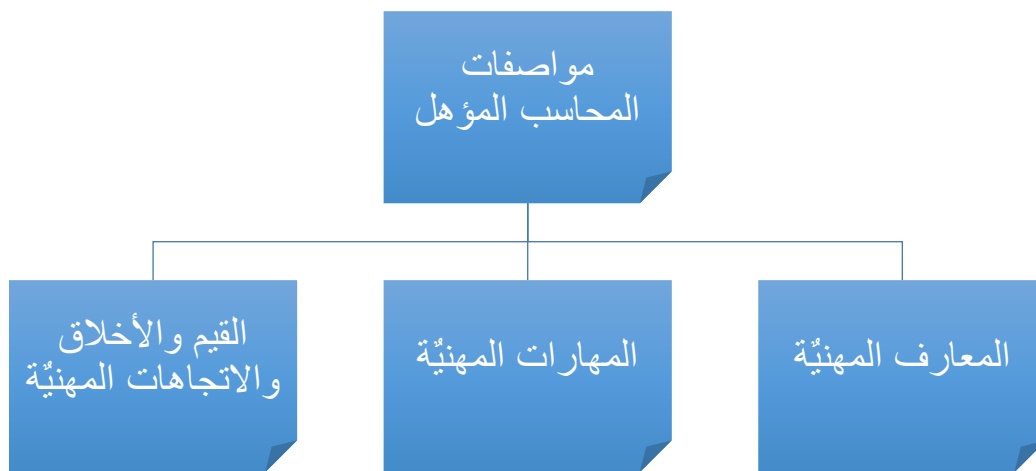 مواصفات
المحاسب المؤهل
المعارف المهنيٌة
المهارات المهنيٌة
القيم والأخلاق
والاتجاهات المهنيٌة